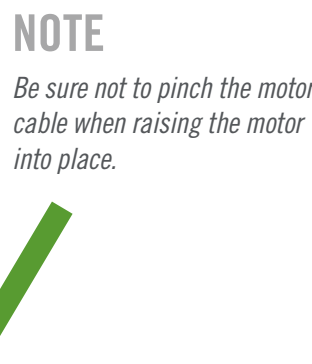 NOTE
Be sure not to pinch the motor
cable when raising the motor
into place.